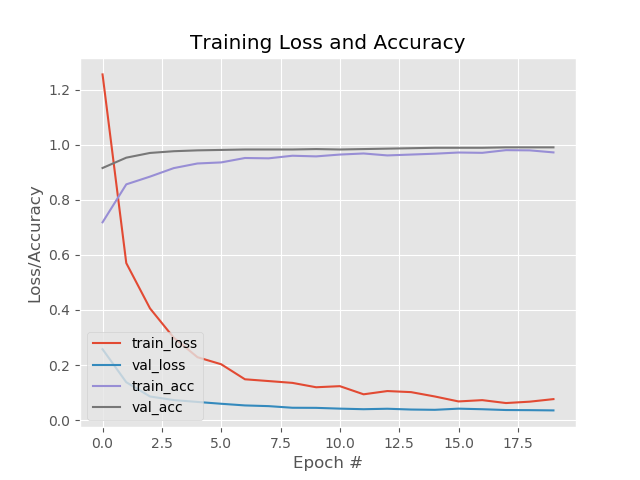 Training Loss and Accuracy
Loss/Accuracy
1.2
1.0
0.8
0.6
0.4
0.2
0.0
train_loss
val_loss
train_acc
val_acc
0.0 2.5 5.0 7.5 10.0 12.5 15.0 17.5
Epoch #